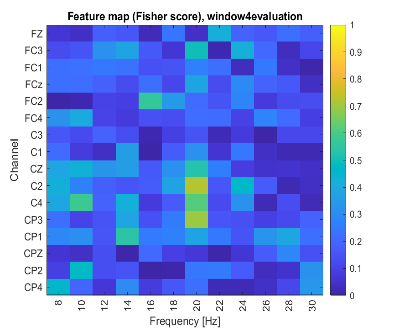 Feature map (Fisher score), window4evaluation
FZ
FC3
FC1
FCz
FC2
FC4
C3
C1
CZ
C2
C4
CP3
CP1
CPZ
CP2
CP4
Channel
8 10 12 14 16 18 20 22 24 26 28 30
Frequency [Hz]
1
0.9
0.8
0.7
0.6
0.5
0.4
0.3
0.2
0.1
0